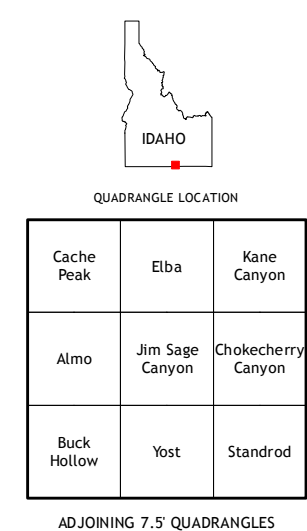 IDAHO
QUADRANGLE LOCATION
Cache
Peak
Elba
Kane
Canyon
Almo
Jim Sage
Canyon
Chokecherry
Canyon
Buck
Hollow
Yost
Standrod
ADJOINING 7.5' QUADRANGLES